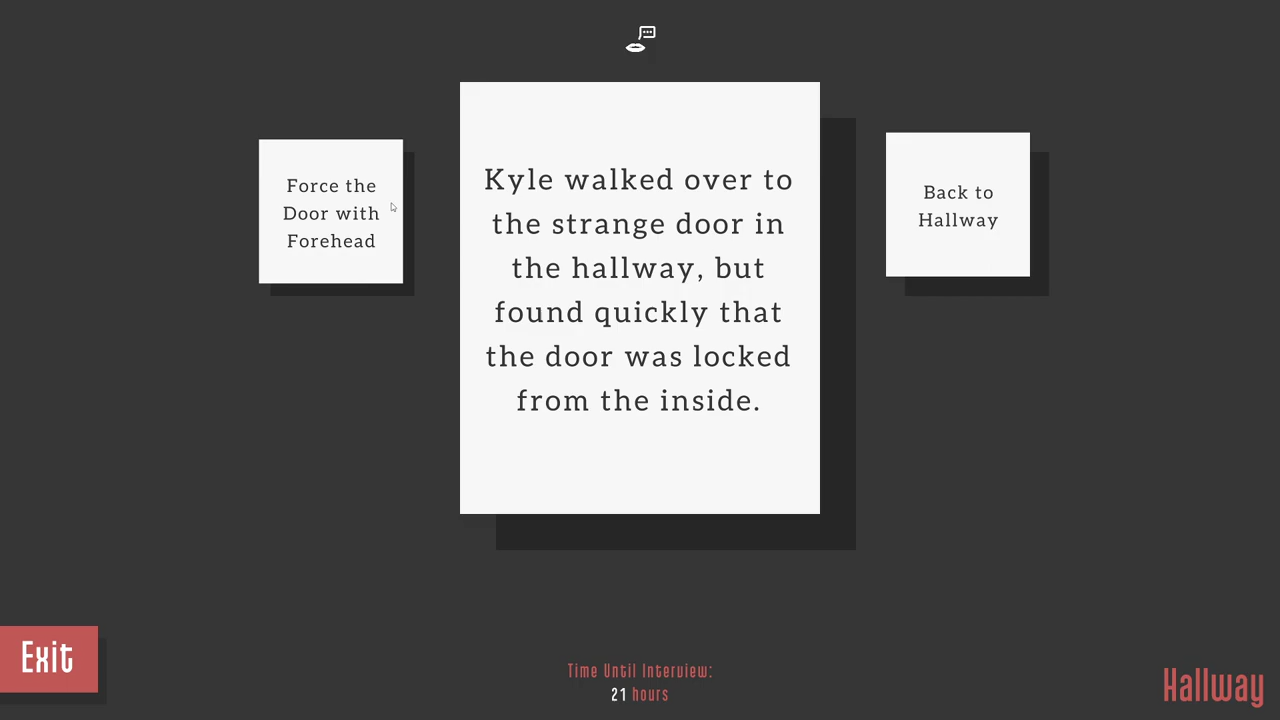 Force the
Door with
Forehead
Kyle walked over to
the strange door in
the hallway, but
found quickly that
the door was locked
from the inside.
Back to
Hallway
Exit
Time Until Interview:
21 hours
Hallway